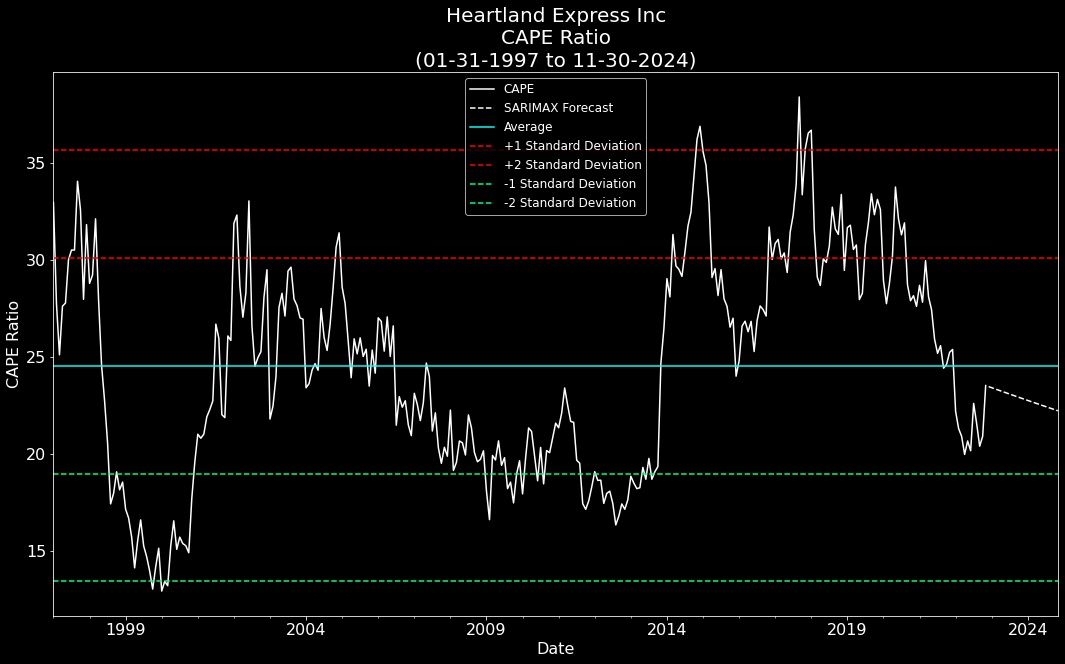 Heartland Express Inc
CAPE Ratio
(01-31-1997 to 11-30-2024)
CAPE
SARIMAX Forecast
Average
+1 Standard Deviation
+2 Standard Deviation
-1 Standard Deviation
-2 Standard Deviation
CAPE Ratio
35
30
25
20
15
1999 2004 2009 2014 2019 2024
Date